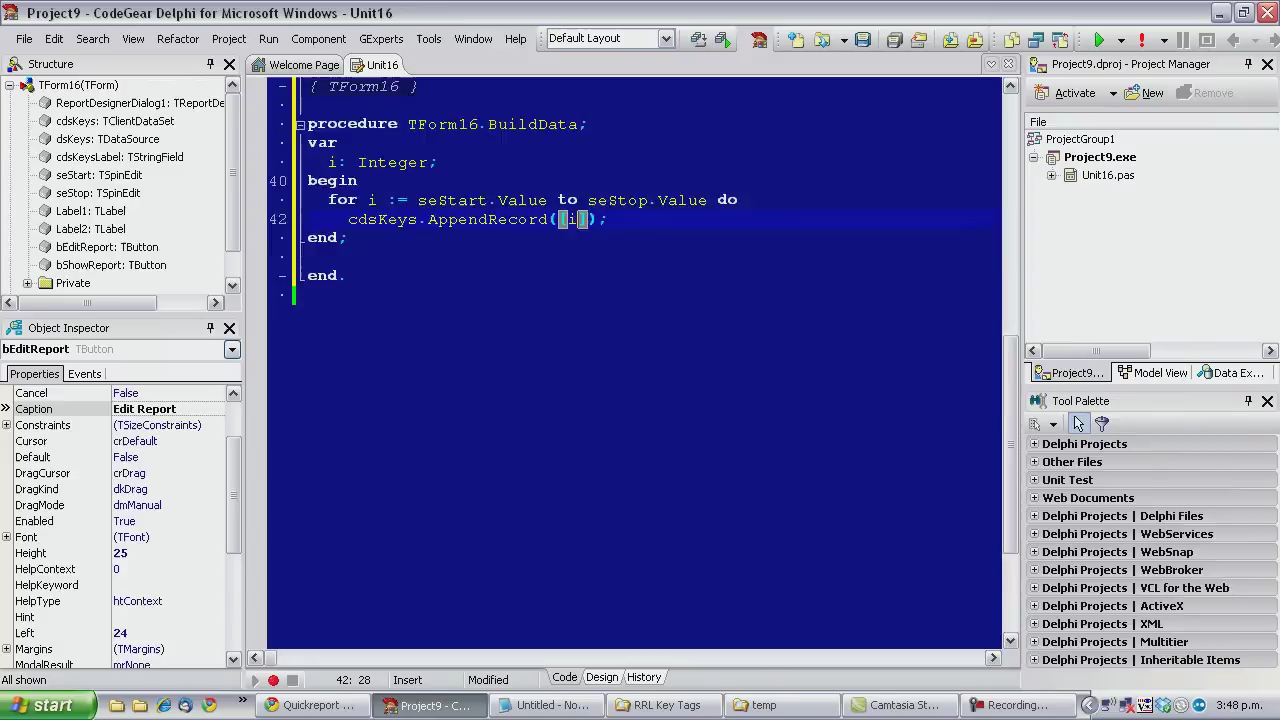 Project9 - CodeGear Delphi for Microsoft Windows - Unit16
File Edit Search View Refactor Project Run Component GExperts Tools Window Help Default Layout
Structure
TForm16(TForm)
ReportDesignerDialog1: TReportDe
cdsKeys: TClientDataSet
dsKeys: TDataSource
cdsKeysLabel: TStringField
seStart: TSpinEdit
seStop: TSpinEdit
Label1: TLabel
Label2: TLabel
bEditReport: TButton
bShowReport: TButton
Private
Object Inspector
bEditReport TButton
Properties Events
Cancel False
Caption Edit Report
Constraints (TSizeConstraints)
Cursor crDefault
Default False
DragCursor crDrag
DragKind dkDrag
DragMode dmManual
Enabled True
Font (TFont)
Height 25
HelpContext 0
HelpKeyword
HelpType htContext
Hint
Left 24
Margins (TMargins)
ModalResult mrNone
All shown
Welcome Page Unit16
{ TForm16 }
procedure TForm16.BuildData;
var
i: Integer;
40 begin
for i := seStart.Value to seStop.Value do
42 cdsKeys.AppendRecord([i]);
end;
end.
42: 28 Insert Modified Code Design History
Project9.dproj - Project Manager
Activate New Remove
File
ProjectGroup1
Project9.exe
Unit16.pas
Project9... Model View Data Ex...
Tool Palette
Delphi Projects
Other Files
Unit Test
Web Documents
Delphi Projects | Delphi Files
Delphi Projects | WebServices
Delphi Projects | WebSnap
Delphi Projects | WebBroker
Delphi Projects | VCL for the Web
Delphi Projects | ActiveX
Delphi Projects | XML
Delphi Projects | Multitier
Delphi Projects | Inheritable Items
start Quickreport ... Project9 - C... Untitled - No... RRL Key Tags temp Camtasia St... Recording... 3:48 p.m.